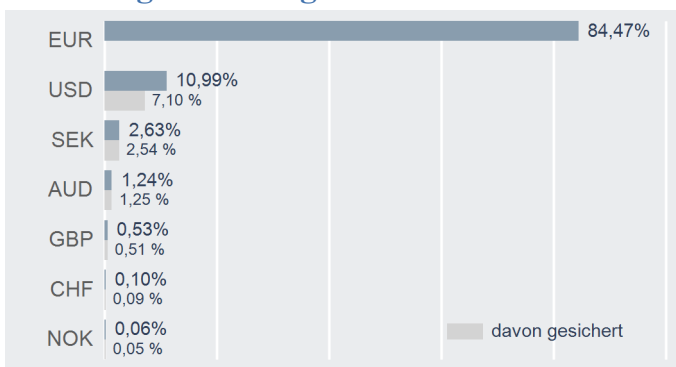 EUR 84,47%
USD 10,99%
7,10 %
SEK 2,63%
2,54 %
AUD 1,24%
1,25 %
GBP 0,53%
0,51 %
CHF 0,10%
0,09 %
NOK 0,06%
0,05 %
davon gesichert